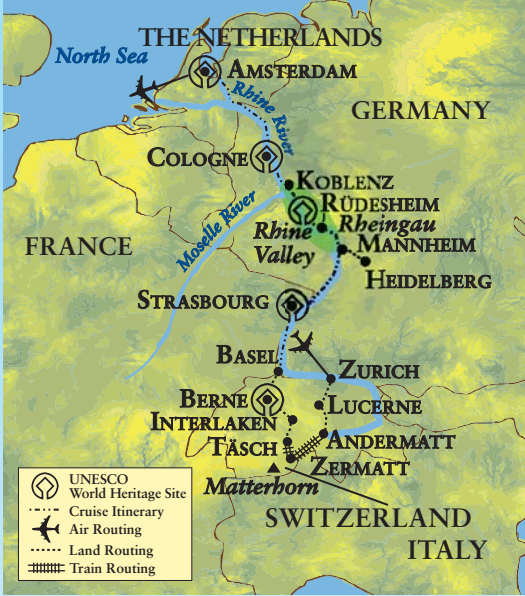 THE NETHERLANDS
North Sea
AMSTERDAM
Rhine River
GERMANY
COLOGNE
KOBLENZ
RÜDESHEIM
Rheingau
Rhine
Valley
Moselle River
MANNHEIM
FRANCE
HEIDELBERG
STRASBOURG
BASEL
ZURICH
BERNE
LUCERNE
INTERLAKEN
ANDERMATT
TÄSCH
ZERMATT
Matterhorn
SWITZERLAND
ITALY
UNESCO
World Heritage Site
Cruise Itinerary
Air Routing
Land Routing
Train Routing